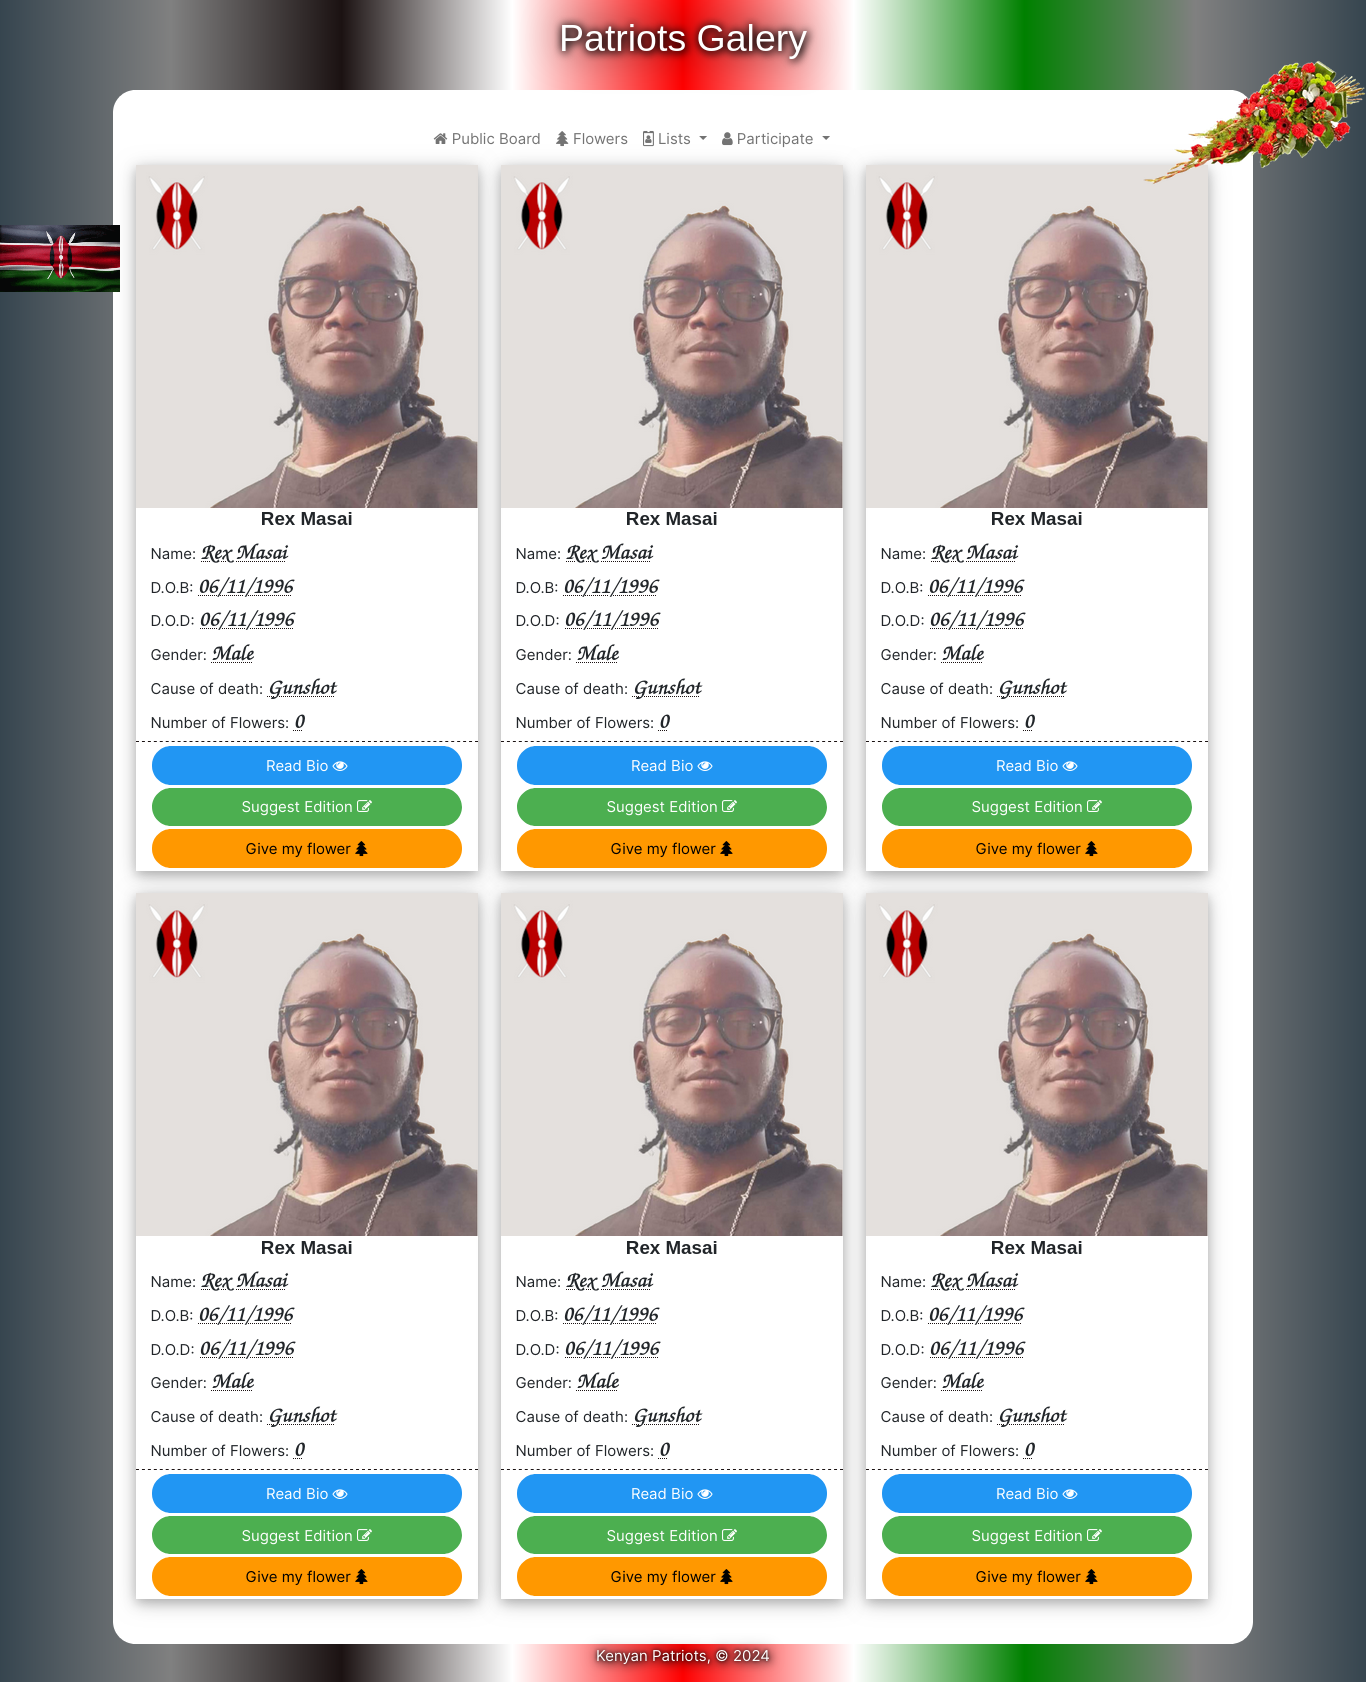 Patriots Galery
Public Board Flowers Lists Participate
Rex Masai Rex Masai Rex Masai
Name: Rex Masai Name: Rex Masai Name: Rex Masai
D.O.B: 06/11/1996 D.O.B: 06/11/1996 D.O.B: 06/11/1996
D.O.D: 06/11/1996 D.O.D: 06/11/1996 D.O.D: 06/11/1996
Gender: Male Gender: Male Gender: Male
Cause of death: Gunshot Cause of death: Gunshot Cause of death: Gunshot
Number of Flowers: 0 Number of Flowers: 0 Number of Flowers: 0
Read Bio Read Bio Read Bio
Suggest Edition Suggest Edition Suggest Edition
Give my flower Give my flower Give my flower
Rex Masai Rex Masai Rex Masai
Name: Rex Masai Name: Rex Masai Name: Rex Masai
D.O.B: 06/11/1996 D.O.B: 06/11/1996 D.O.B: 06/11/1996
D.O.D: 06/11/1996 D.O.D: 06/11/1996 D.O.D: 06/11/1996
Gender: Male Gender: Male Gender: Male
Cause of death: Gunshot Cause of death: Gunshot Cause of death: Gunshot
Number of Flowers: 0 Number of Flowers: 0 Number of Flowers: 0
Read Bio Read Bio Read Bio
Suggest Edition Suggest Edition Suggest Edition
Give my flower Give my flower Give my flower
Kenyan Patriots, © 2024